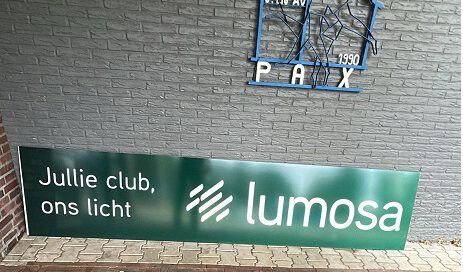 1990
PAX
Jullie club,
ons licht
lumosa